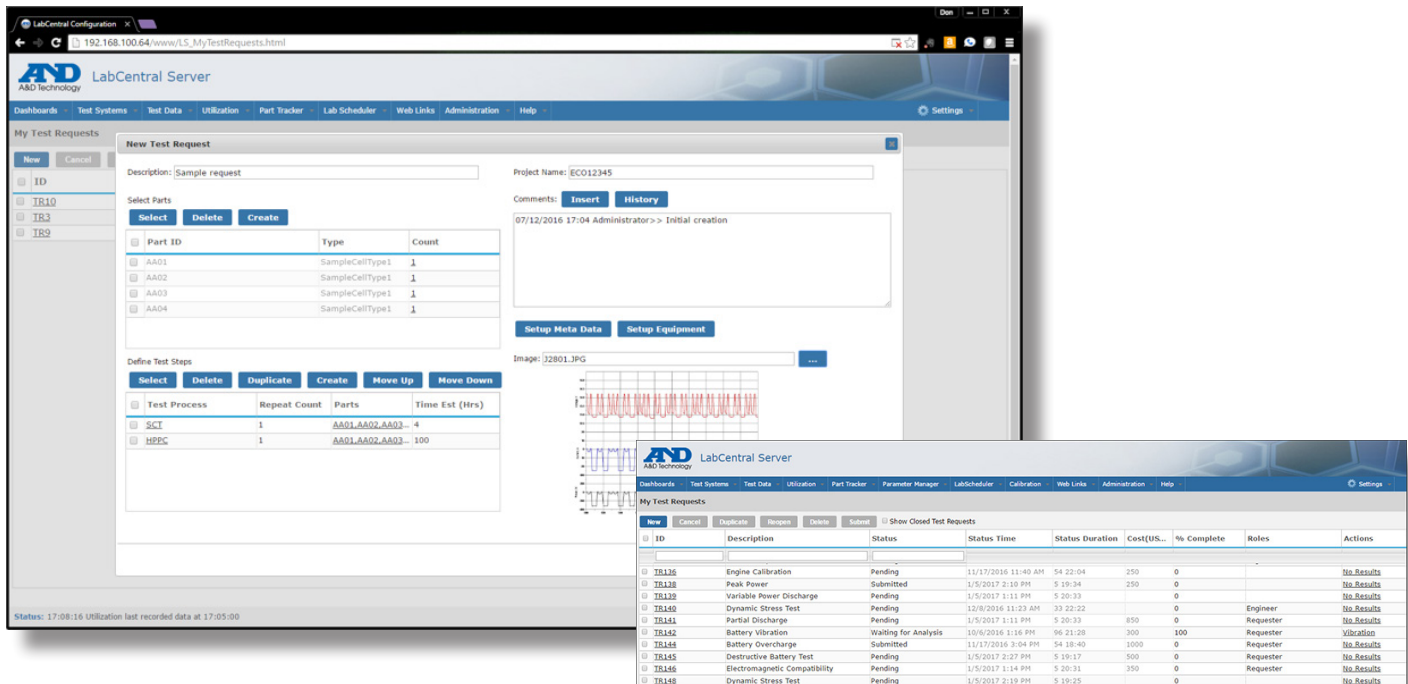 Don
LabCentral Configuration
192.168.100.64/www/LS_MyTestRequests.html
AND
A&D Technology
LabCentral Server
Dashboards Test Systems Test Data Utilization Part Tracker Lab Scheduler Web Links Administration Help Settings
My Test Requests
New Cancel
ID
TR10
TR3
TR9
New Test Request
Description: Sample request
Project Name: ECO12345
Select Parts
Select Delete Create
Part ID Type Count
AA01 SampleCellType1 1
AA02 SampleCellType1 1
AA03 SampleCellType1 1
AA04 SampleCellType1 1
Comments: Insert History
07/12/2016 17:04 Administrator>> Initial creation
Setup Meta Data Setup Equipment
Image: J2801.JPG ...
Define Test Steps
Select Delete Duplicate Create Move Up Move Down
Test Process Repeat Count Parts Time Est (Hrs)
SCT 1 AA01,AA02,AA03... 4
HPPC 1 AA01,AA02,AA03... 100
Status: 17:08:16 Utilization last recorded data at 17:05:00
AND
A&D Technology
LabCentral Server
Dashboards Test Systems Test Data Utilization Part Tracker Parameter Manager LabScheduler Calibration Web Links Administration Help Settings
My Test Requests
New Cancel Duplicate Reopen Delete Submit Show Closed Test Requests
ID Description Status Status Time Status Duration Cost(US... % Complete Roles Actions
TR136 Engine Calibration Pending 11/17/2016 11:40 AM 54 22:04 250 0 No Results
TR138 Peak Power Submitted 1/5/2017 2:10 PM 5 19:34 250 0 No Results
TR139 Variable Power Discharge Pending 1/5/2017 1:11 PM 5 20:33 0 No Results
TR140 Dynamic Stress Test Pending 12/8/2016 11:23 AM 33 22:22 0 Engineer No Results
TR141 Partial Discharge Pending 1/5/2017 1:11 PM 5 20:33 850 0 Requester No Results
TR142 Battery Vibration Waiting for Analysis 10/6/2016 1:16 PM 96 21:28 300 100 Requester Vibration
TR144 Battery Overcharge Submitted 11/17/2016 3:04 PM 54 18:40 1000 0 Requester No Results
TR145 Destructive Battery Test Pending 1/5/2017 2:27 PM 5 19:17 500 0 Requester No Results
TR146 Electromagnetic Compatibility Pending 1/5/2017 1:14 PM 5 20:31 350 0 Requester No Results
TR148 Dynamic Stress Test Pending 1/5/2017 2:19 PM 5 19:25 0 No Results